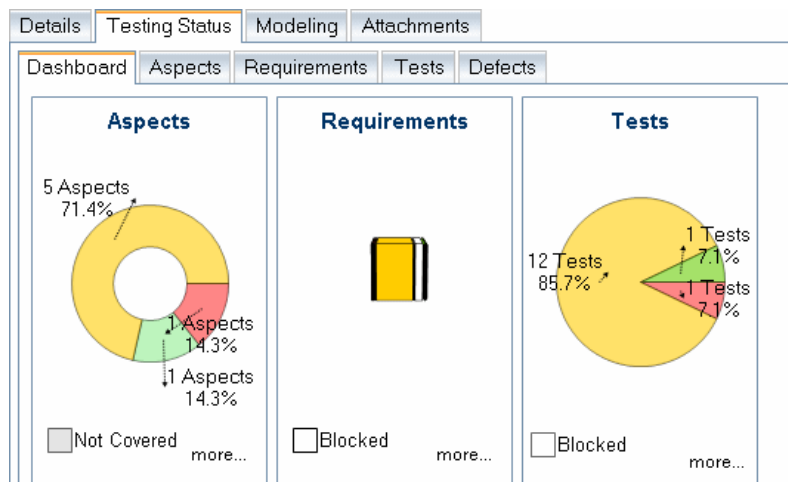 Details Testing Status Modeling Attachments
Dashboard Aspects Requirements Tests Defects
Aspects
5 Aspects
71.4%
1 Aspects
14.3%
1 Aspects
14.3%
Not Covered
more...
Requirements
Blocked
more...
Tests
12 Tests
85.7%
1 Tests
7.1%
1 Tests
7.1%
Blocked
more...